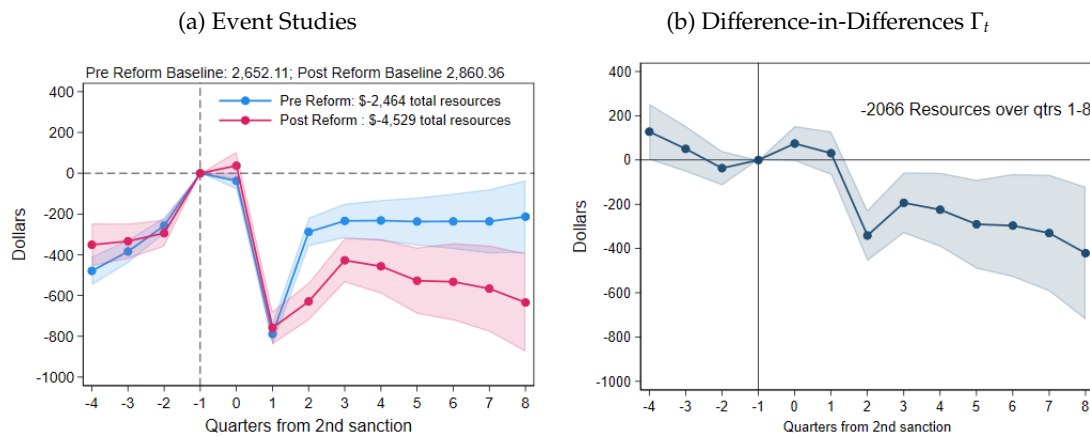 (a) Event Studies
Pre Reform Baseline: 2,652.11; Post Reform Baseline 2,860.36
Pre Reform: $-2,464 total resources
Post Reform : $-4,529 total resources
400
200
0
-200
-400
-600
-800
-1000
Dollars
-4 -3 -2 -1 0 1 2 3 4 5 6 7 8
Quarters from 2nd sanction
(b) Difference-in-Differences Γt
-2066 Resources over qtrs 1-8
400
200
0
-200
-400
-600
-800
-1000
Dollars
-4 -3 -2 -1 0 1 2 3 4 5 6 7 8
Quarters from 2nd sanction